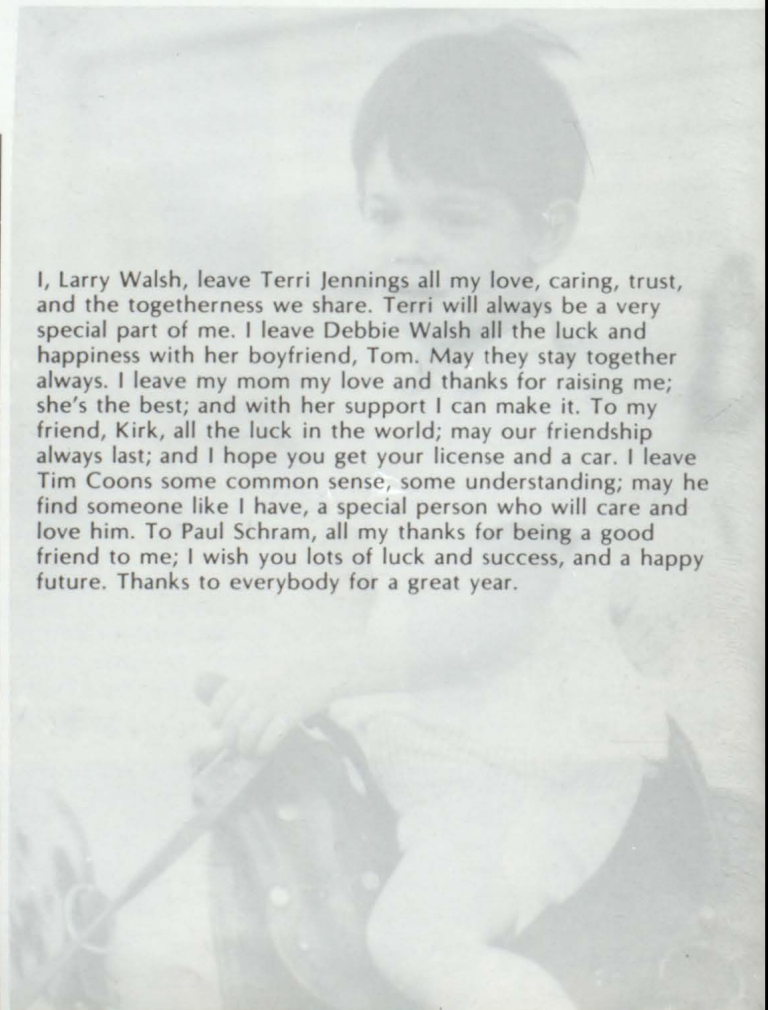 I, Larry Walsh, leave Terri Jennings all my love, caring, trust,
and the togetherness we share. Terri will always be a very
special part of me. I leave Debbie Walsh all the luck and
happiness with her boyfriend, Tom. May they stay together
always. I leave my mom my love and thanks for raising me;
she's the best; and with her support I can make it. To my
friend, Kirk, all the luck in the world; may our friendship
always last; and I hope you get your license and a car. I leave
Tim Coons some common sense, some understanding; may he
find someone like I have, a special person who will care and
love him. To Paul Schram, all my thanks for being a good
friend to me; I wish you lots of luck and success, and a happy
future. Thanks to everybody for a great year.